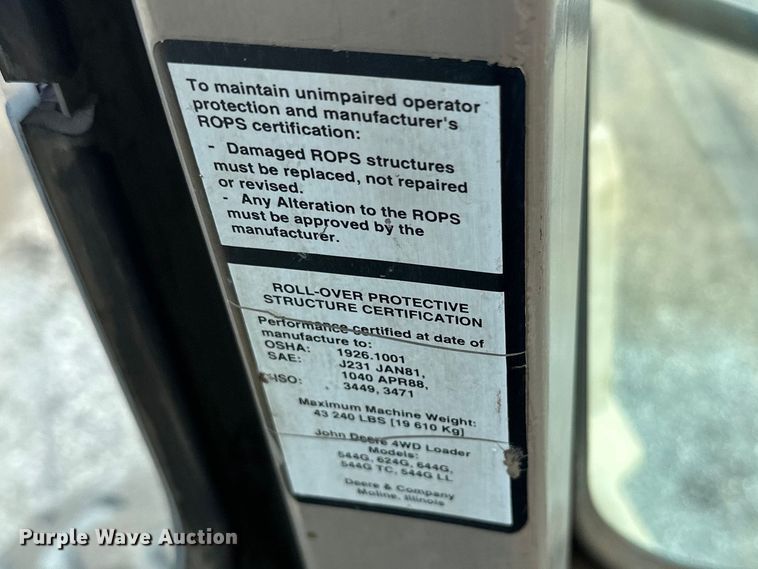 To maintain unimpaired operator
protection and manufacturer's
ROPS certification:
- Damaged ROPS structures
must be replaced, not repaired
or revised.
- Any Alteration to the ROPS
must be approved by the
manufacturer.
ROLL-OVER PROTECTIVE
STRUCTURE CERTIFICATION
Performance certified at date of
manufacture to:
OSHA: 1926.1001
SAE: J231 JAN81,
1040 APR88,
ISO: 3449, 3471
Maximum Machine Weight:
43 240 LBS [19 610 Kg]
John Deere 4WD Loader
Models:
544G, 624G, 644G,
544G TC, 544G LL
Deere & Company
Moline, Illinois
Purple Wave Auction